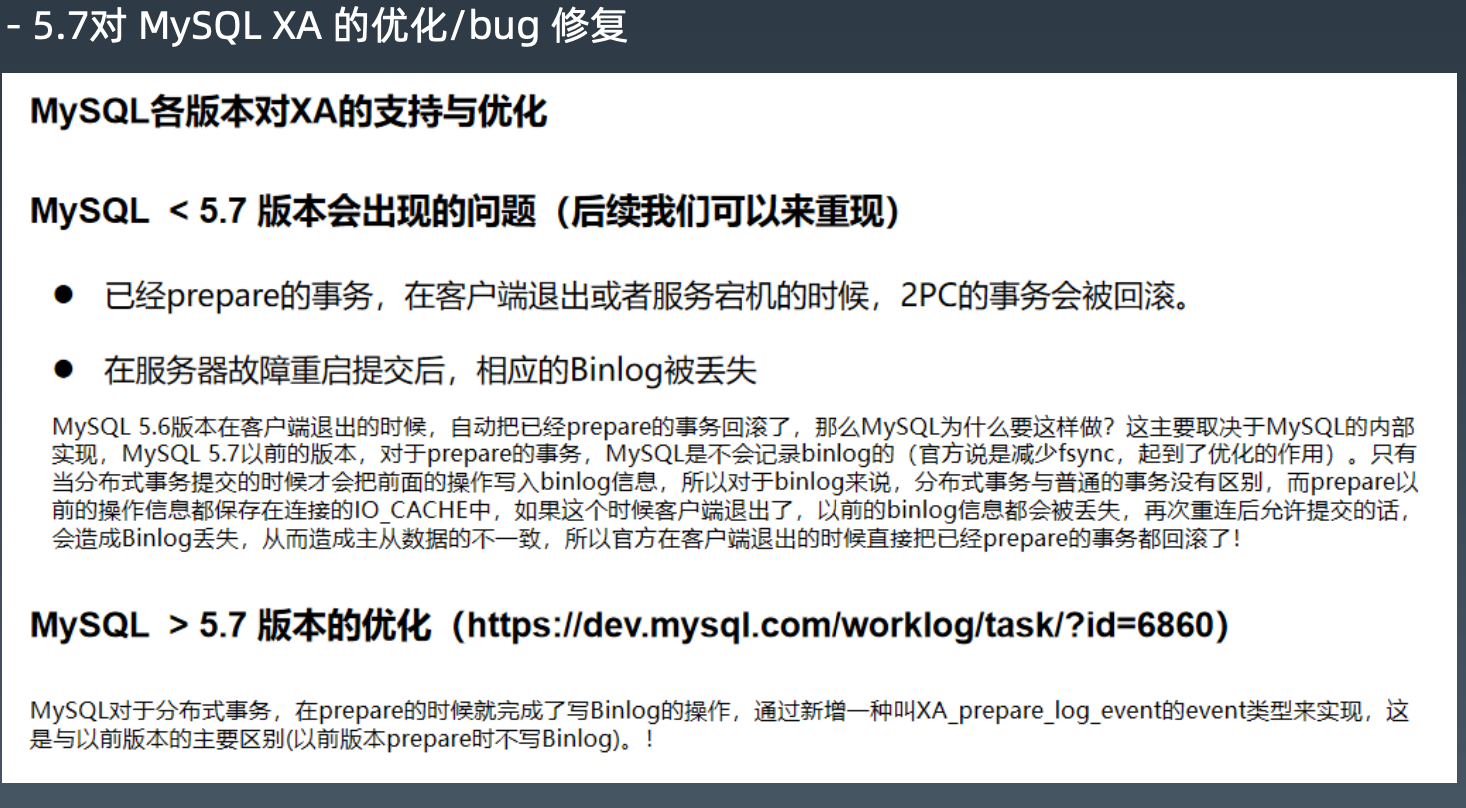 - 5.7对 MySQL XA 的优化/bug 修复
MySQL各版本对XA的支持与优化
MySQL < 5.7 版本会出现的问题（后续我们可以来重现）
● 已经prepare的事务，在客户端退出或者服务宕机的时候，2PC的事务会被回滚。
● 在服务器故障重启提交后，相应的Binlog被丢失
MySQL 5.6版本在客户端退出的时候，自动把已经prepare的事务回滚了，那么MySQL为什么要这样做？这主要取决于MySQL的内部
实现，MySQL 5.7以前的版本，对于prepare的事务，MySQL是不会记录binlog的（官方说是减少fsync，起到了优化的作用）。只有
当分布式事务提交的时候才会把前面的操作写入binlog信息，所以对于binlog来说，分布式事务与普通的事务没有区别，而prepare以
前的操作信息都保存在连接的IO_CACHE中，如果这个时候客户端退出了，以前的binlog信息都会被丢失，再次重连后允许提交的话，
会造成Binlog丢失，从而造成主从数据的不一致，所以官方在客户端退出的时候直接把已经prepare的事务都回滚了！
MySQL > 5.7 版本的优化（https://dev.mysql.com/worklog/task/?id=6860）
MySQL对于分布式事务，在prepare的时候就完成了写Binlog的操作，通过新增一种叫XA_prepare_log_event的event类型来实现，这
是与以前版本的主要区别(以前版本prepare时不写Binlog)。！